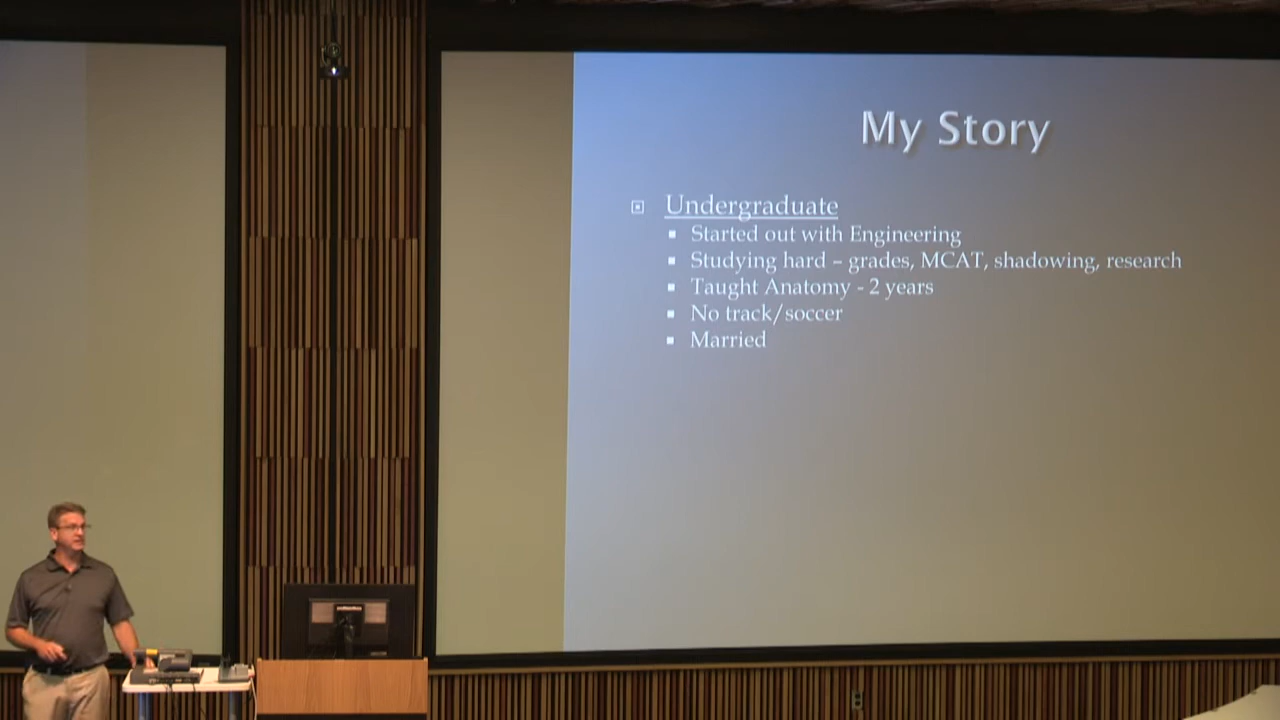 My Story
Undergraduate
Started out with Engineering
Studying hard – grades, MCAT, shadowing, research
Taught Anatomy - 2 years
No track/soccer
Married